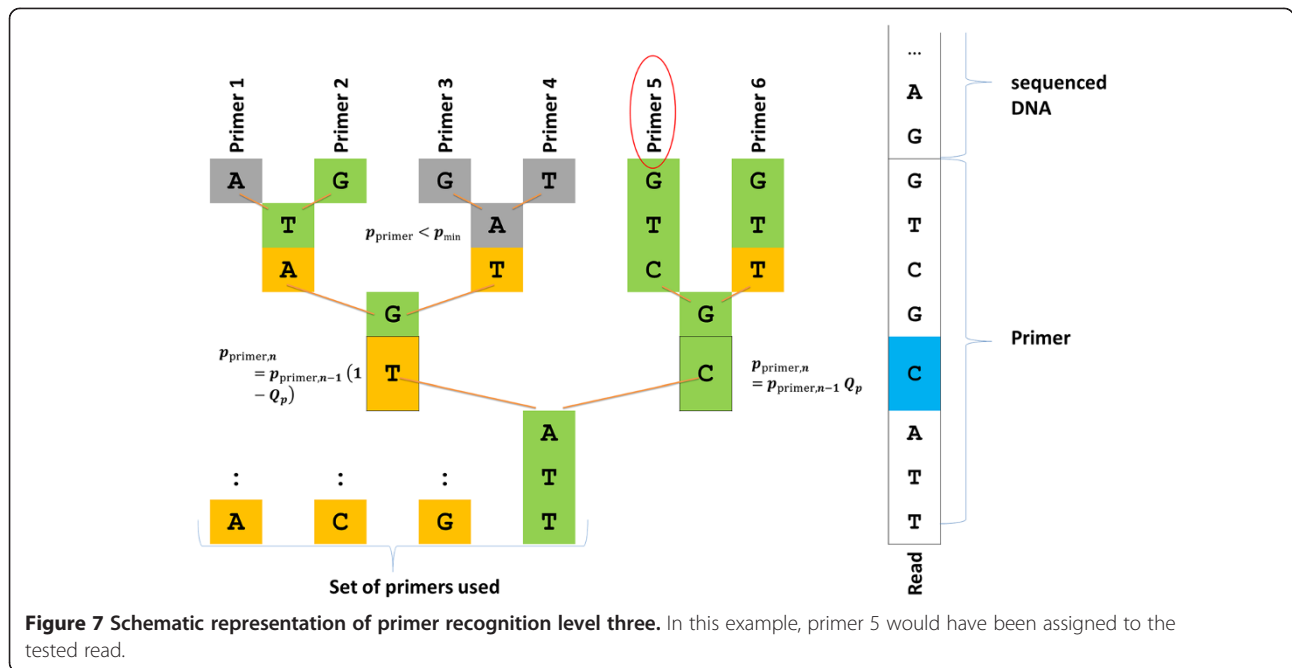 Primer 1
Primer 2
Primer 3
Primer 4
Primer 5
Primer 6
A
G
G
T
G
G
T
A
T
T
A
T
C
T
p_primer < p_min
G
G
T
C
p_primer,n
= p_primer,n−1 (1
− Q_p)
p_primer,n
= p_primer,n−1 Q_p
A
:
:
:
T
A
C
G
T
Set of primers used
...
A
G
G
T
C
G
C
A
T
T
T
Read
sequenced
DNA
Primer
Figure 7 Schematic representation of primer recognition level three. In this example, primer 5 would have been assigned to the
tested read.